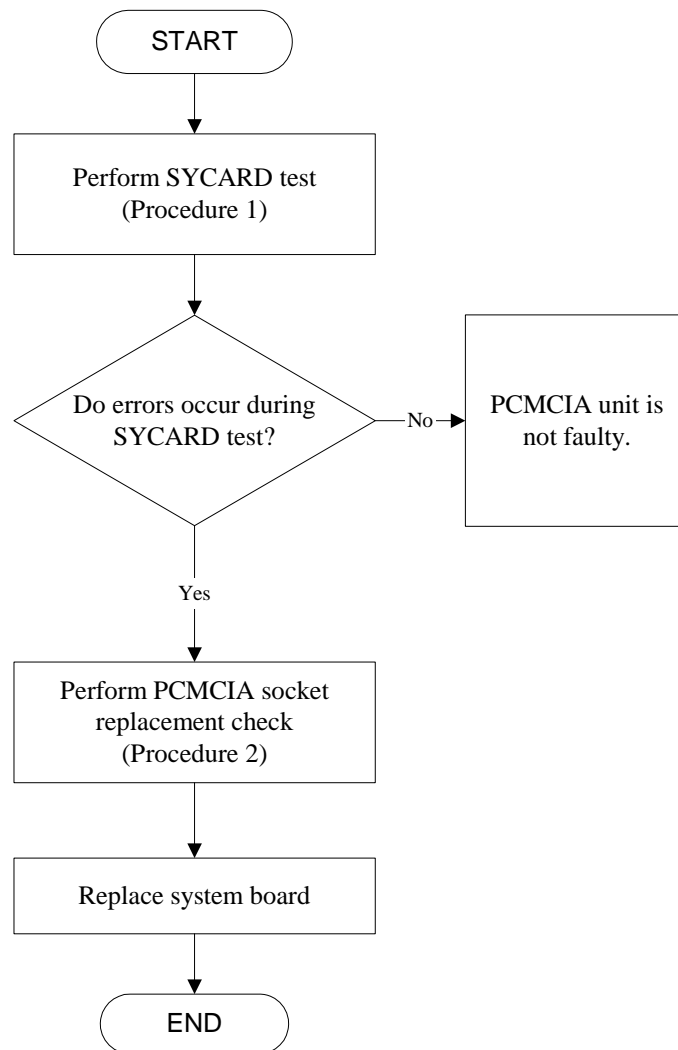 START
Perform SYCARD test
(Procedure 1)
Do errors occur during
SYCARD test?
No
PCMCIA unit is
not faulty.
Yes
Perform PCMCIA socket
replacement check
(Procedure 2)
Replace system board
END